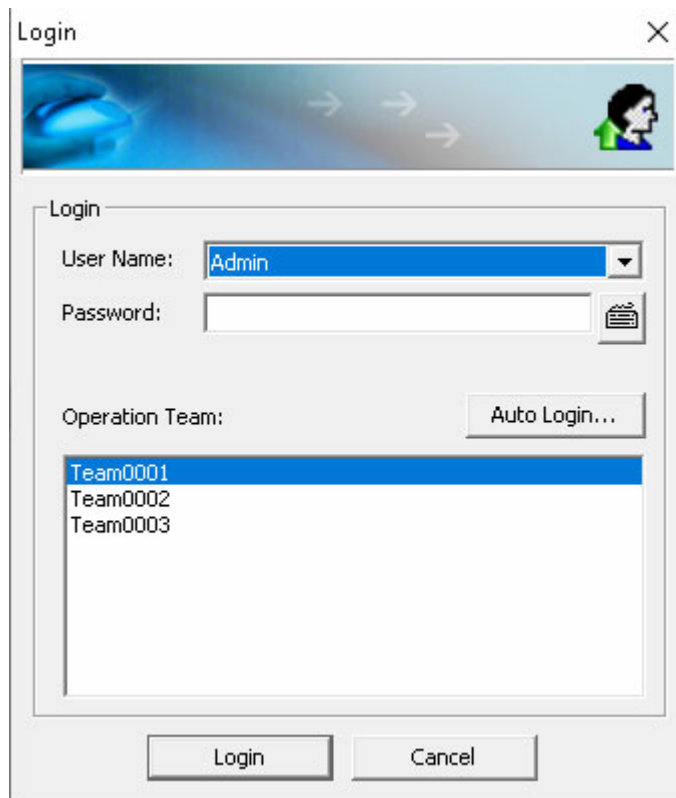 Login
Login
User Name:
Admin
Password:
Operation Team:
Auto Login...
Team0001
Team0002
Team0003
Login
Cancel